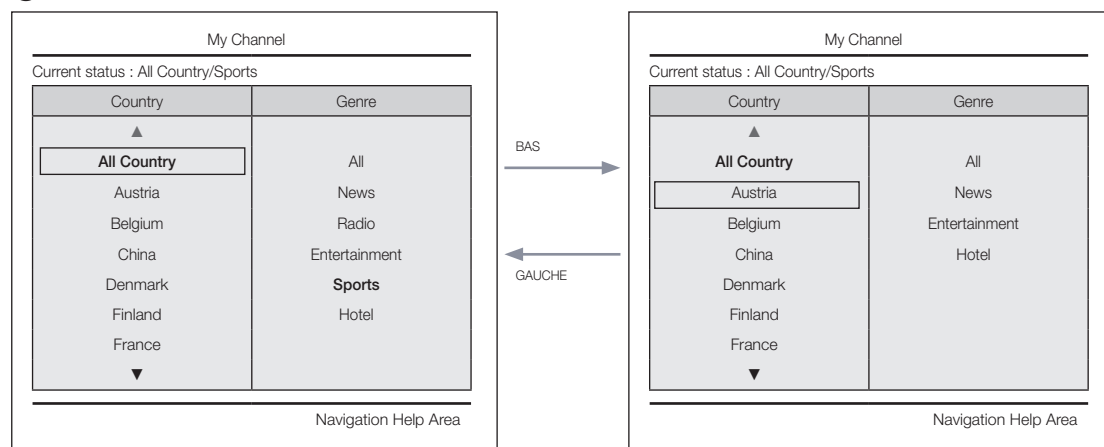 My Channel
Current status : All Country/Sports
Country Genre
▲
All Country All
Austria News
Belgium Radio
China Entertainment
Denmark Sports
Finland Hotel
France
▼
Navigation Help Area
BAS
GAUCHE
My Channel
Current status : All Country/Sports
Country Genre
▲
All Country All
Austria News
Belgium Entertainment
China Hotel
Denmark
Finland
France
▼
Navigation Help Area